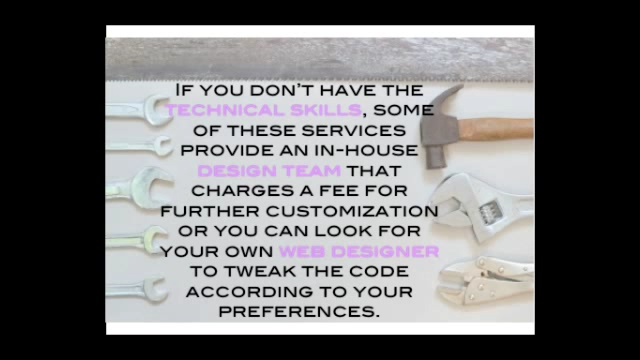 IF YOU DON'T HAVE THE
TECHNICAL SKILLS, SOME
OF THESE SERVICES
PROVIDE AN IN-HOUSE
DESIGN TEAM THAT
CHARGES A FEE FOR
FURTHER CUSTOMIZATION
OR YOU CAN LOOK FOR
YOUR OWN WEB DESIGNER
TO TWEAK THE CODE
ACCORDING TO YOUR
PREFERENCES.